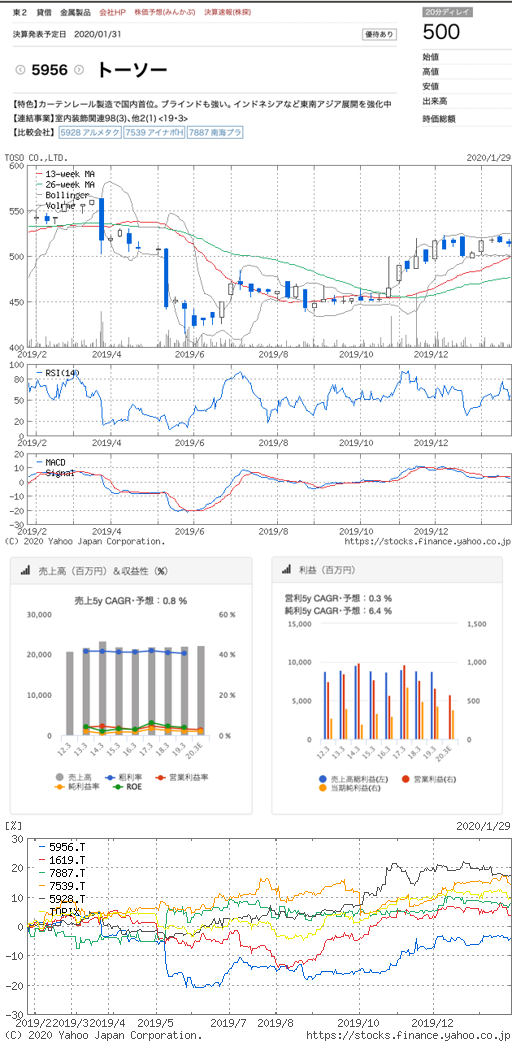 東2 貸借 金属製品 会社HP 株価予想(みんかぶ) 決算速報(株探)
20分ディレイ
決算発表予定日 2020/01/31 優待あり
500
5956 トーソー
始値
高値
安値
出来高
時価総額
【特色】カーテンレール製造で国内首位。ブラインドも強い。インドネシアなど東南アジア展開を強化中
【連結事業】室内装飾関連98(3)、他2(1) <19・3>
【比較会社】 5928 アルメタク 7539 アイナボH 7887 南海プラ
TOSO CO.,LTD. 2020/1/29
600
550
500
450
400
13-week MA
26-week MA
Bollinger
Volume
2019/2 2019/4 2019/6 2019/8 2019/10 2019/12
100
80
50
20
0
RSI(14)
2019/2 2019/4 2019/6 2019/8 2019/10 2019/12
20
10
0
-10
-20
-30
MACD
Signal
2019/2 2019/4 2019/6 2019/8 2019/10 2019/12
(C) 2020 Yahoo Japan Corporation. https://stocks.finance.yahoo.co.jp/
売上高（百万円）＆収益性（%）
売上5y CAGR・予想：0.8 %
30,000 60 %
20,000 40 %
10,000 20 %
0 0 %
12.3 13.3 14.3 15.3 16.3 17.3 18.3 19.3 20.3E
売上高 粗利率 営業利益率
純利益率 ROE
利益（百万円）
営利5y CAGR・予想：0.3 %
純利5y CAGR・予想：6.4 %
15,000 1,500
10,000 1,000
5,000 500
0 0
12.3 13.3 14.3 15.3 16.3 17.3 18.3 19.3 20.3E
売上高総利益(左) 営業利益(右)
当期純利益(右)
[%] 2020/1/29
30
20
10
0
-10
-20
-30
5956.T
1619.T
7887.T
7539.T
5928.T
TOPIX
2019/2 2019/3 2019/4 2019/5 2019/7 2019/8 2019/10 2019/12
(C) 2020 Yahoo Japan Corporation. https://stocks.finance.yahoo.co.jp/